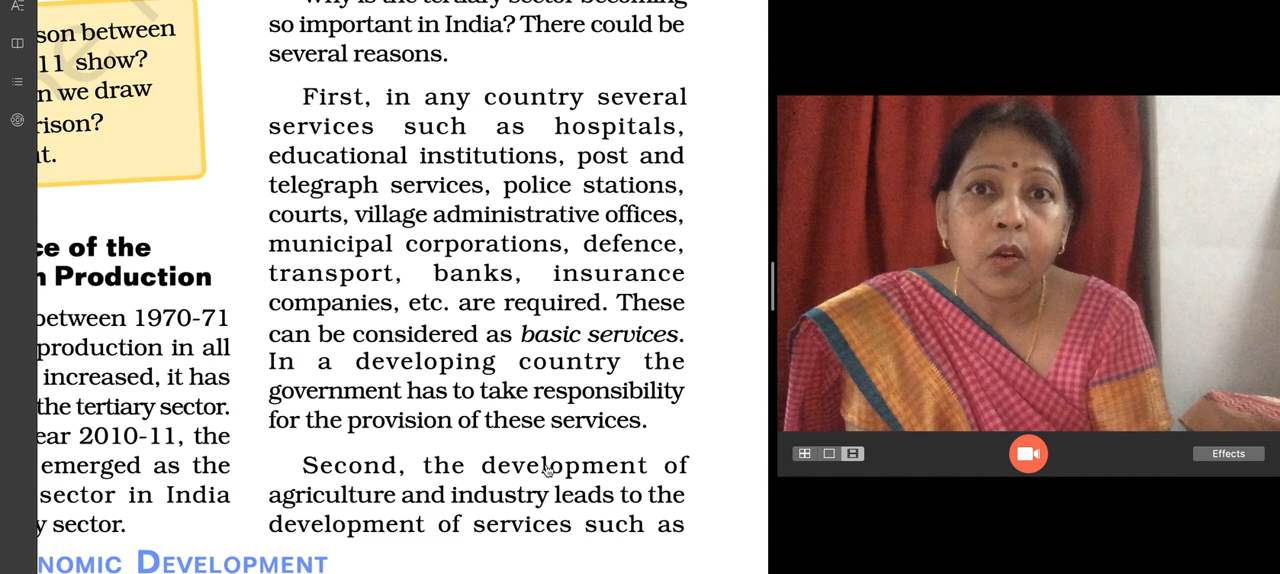 son between
11 show?
n we draw
rison?
t.
ce of the
n Production
between 1970-71
production in all
increased, it has
the tertiary sector.
ear 2010-11, the
emerged as the
sector in India
y sector.
Why is the tertiary sector becoming
so important in India? There could be
several reasons.
First, in any country several
services such as hospitals,
educational institutions, post and
telegraph services, police stations,
courts, village administrative offices,
municipal corporations, defence,
transport, banks, insurance
companies, etc. are required. These
can be considered as basic services.
In a developing country the
government has to take responsibility
for the provision of these services.
Second, the development of
agriculture and industry leads to the
development of services such as
NOMIC DEVELOPMENT
Effects